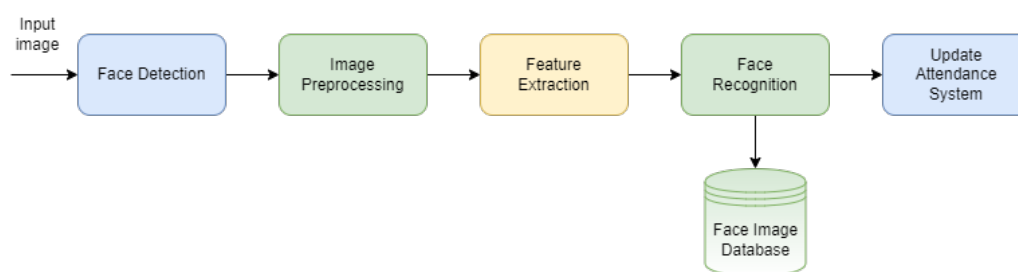 Input
image
Face Detection
Image
Preprocessing
Feature
Extraction
Face
Recognition
Update
Attendance
System
Face Image
Database